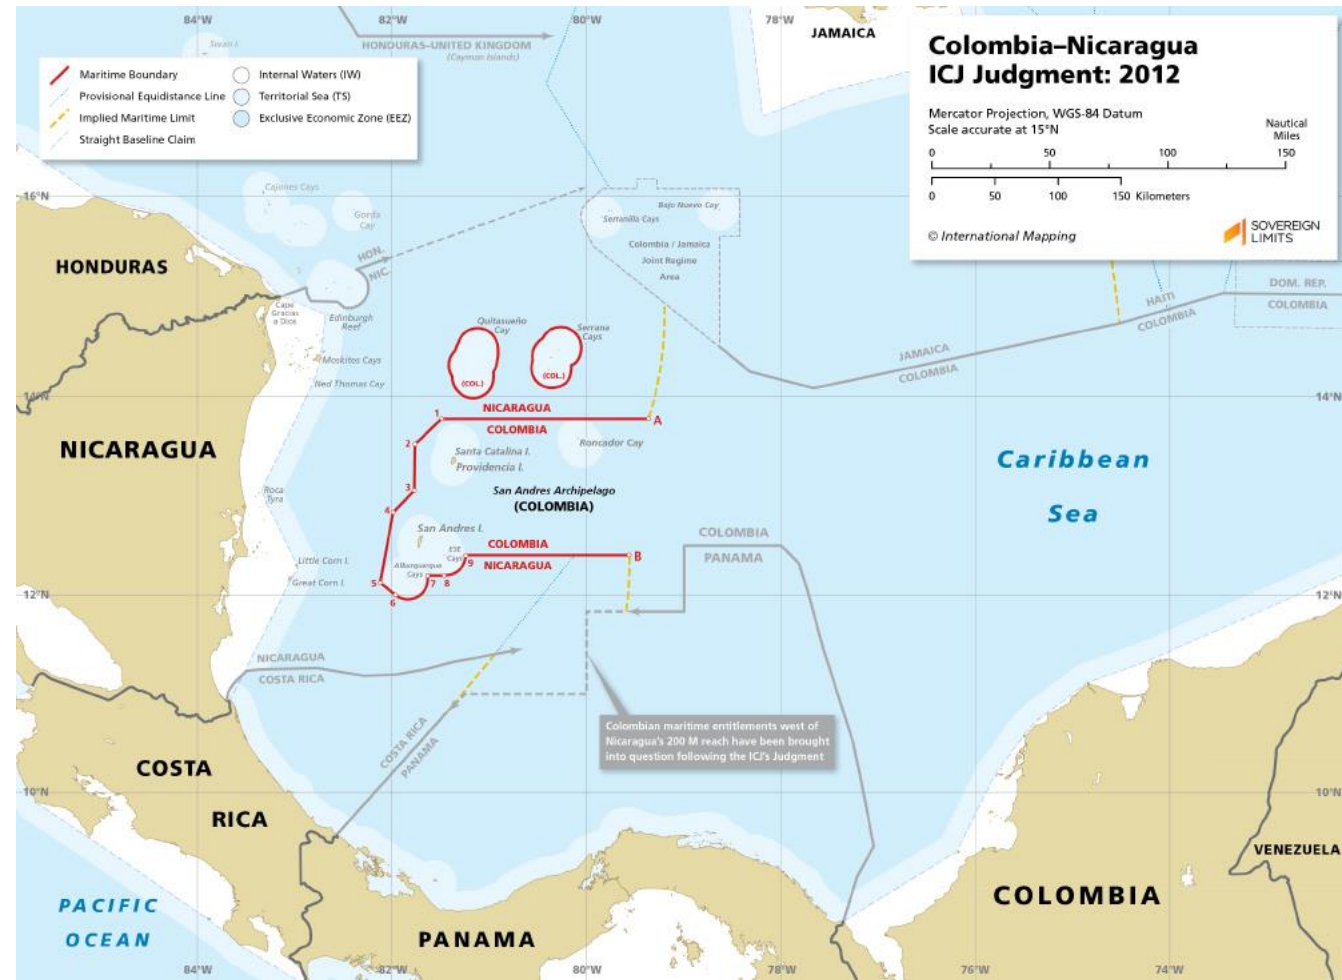 84°W
82°W
80°W
78°W
JAMAICA
Swan I.
HONDURAS–UNITED KINGDOM
(Cayman Islands)
Maritime Boundary
Provisional Equidistance Line
Implied Maritime Limit
Straight Baseline Claim
Internal Waters (IW)
Territorial Sea (TS)
Exclusive Economic Zone (EEZ)
Colombia–Nicaragua
ICJ Judgment: 2012
Mercator Projection, WGS-84 Datum
Scale accurate at 15°N
Nautical
Miles
0 50 100 150
0 50 100 150 Kilometers
© International Mapping
SOVEREIGN
LIMITS
16°N
Cajones Cays
Gorda
Cay
Serranilla Cays
Bajo Nuevo Cay
Colombia / Jamaica
Joint Regime
Area
HON.
NIC.
HONDURAS
Cape
Gracias
a Dios
Edinburgh
Reef
Quitasueño
Cay
(COL.)
Serrana
Cays
(COL.)
HAITI
COLOMBIA
DOM. REP.
COLOMBIA
JAMAICA
COLOMBIA
Moskitos Cays
Ned Thomas Cay
14°N
14°N
NICARAGUA
COLOMBIA
1
A
2
3
4
5
6
7
8
9
B
Roncador Cay
Santa Catalina I.
Providencia I.
San Andres Archipelago
(COLOMBIA)
NICARAGUA
Caribbean
Sea
Roca
Tyra
San Andres I.
ESE
Cays
Alburquerque
Cays
COLOMBIA
NICARAGUA
COLOMBIA
PANAMA
Little Corn I.
Great Corn I.
12°N
12°N
NICARAGUA
COSTA RICA
COSTA RICA
PANAMA
Colombian maritime entitlements west of
Nicaragua's 200 M reach have been brought
into question following the ICJ's Judgment
COSTA
RICA
10°N
10°N
VENEZUELA
COLOMBIA
PACIFIC
OCEAN
PANAMA
84°W
82°W
80°W
78°W
76°W
74°W